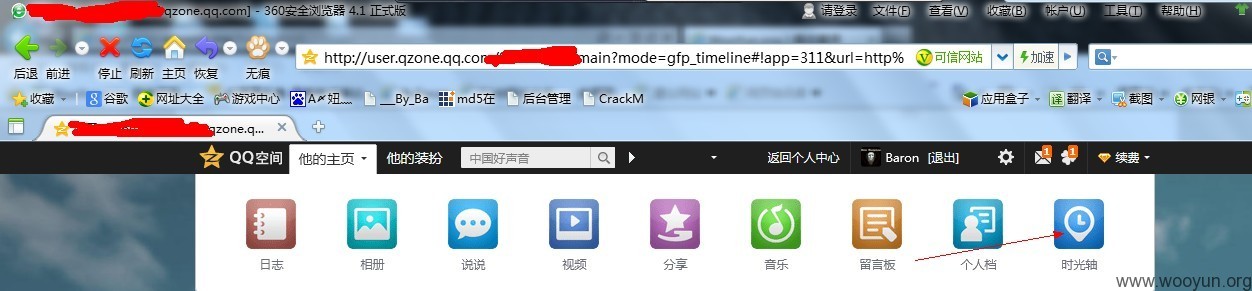 qzone.qq.com] - 360安全浏览器 4.1 正式版 请登录 文件(F) 查看(V) 收藏(B) 帐户(U) 工具(T) 帮助(H)
后退 前进 停止 刷新 主页 恢复 无痕 http://user.qzone.qq.com/ main?mode=gfp_timeline#!app=311&url=http% 可信网站 加速
收藏 谷歌 网址大全 游戏中心 ___By_Ba md5在 后台管理 CrackM 应用盒子 翻译 截图 网银
qzone.q...
QQ空间 他的主页 他的装扮 中国好声音 返回个人中心 Baron [退出] 1 1 续费
日志 相册 说说 视频 分享 音乐 留言板 个人档 时光轴
www.wooyun.org